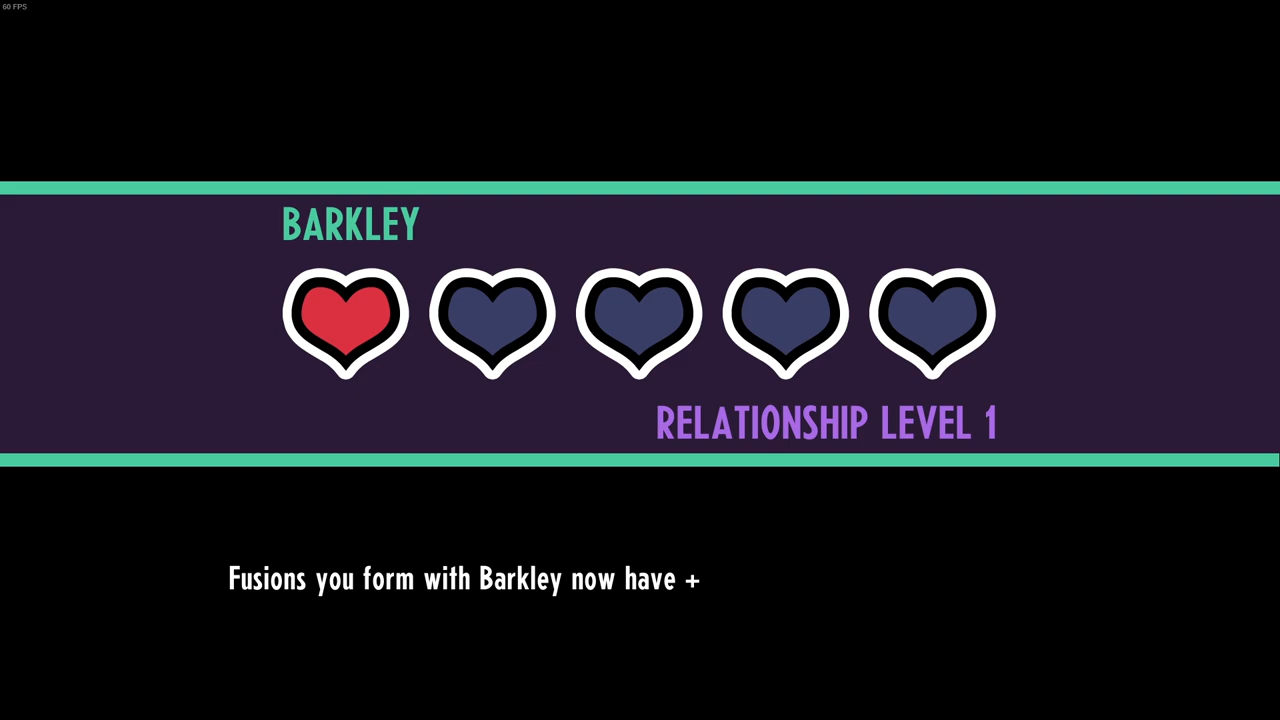 60 FPS
BARKLEY
RELATIONSHIP LEVEL 1
Fusions you form with Barkley now have +